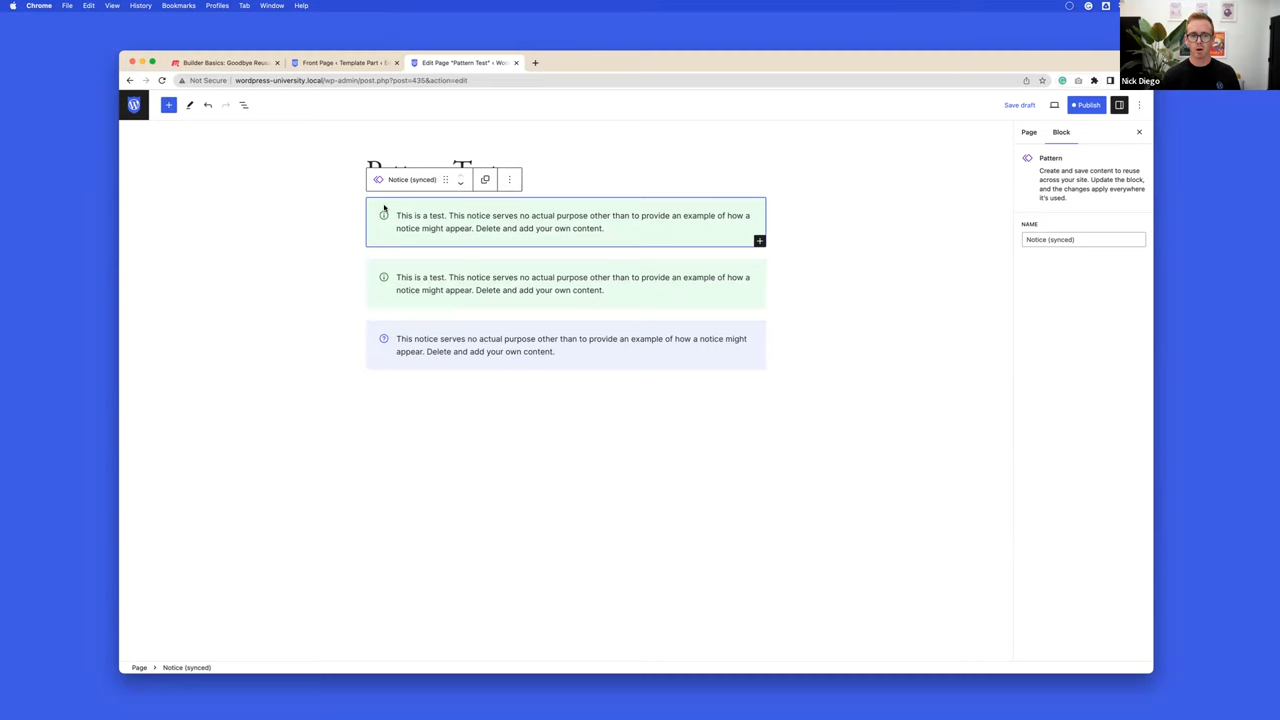 Chrome File Edit View History Bookmarks Profiles Tab Window Help
Builder Basics: Goodbye Reus
Front Page ‹ Template Part ‹ E
Edit Page "Pattern Test" ‹ Wor
Not Secure wordpress-university.local/wp-admin/post.php?post=435&action=edit
Nick Diego
Save draft
Publish
Page Block
Pattern
Create and save content to reuse
across your site. Update the block,
and the changes apply everywhere
it's used.
NAME
Notice (synced)
Pattern Test
Notice (synced)
This is a test. This notice serves no actual purpose other than to provide an example of how a
notice might appear. Delete and add your own content.
This is a test. This notice serves no actual purpose other than to provide an example of how a
notice might appear. Delete and add your own content.
This notice serves no actual purpose other than to provide an example of how a notice might
appear. Delete and add your own content.
Page › Notice (synced)